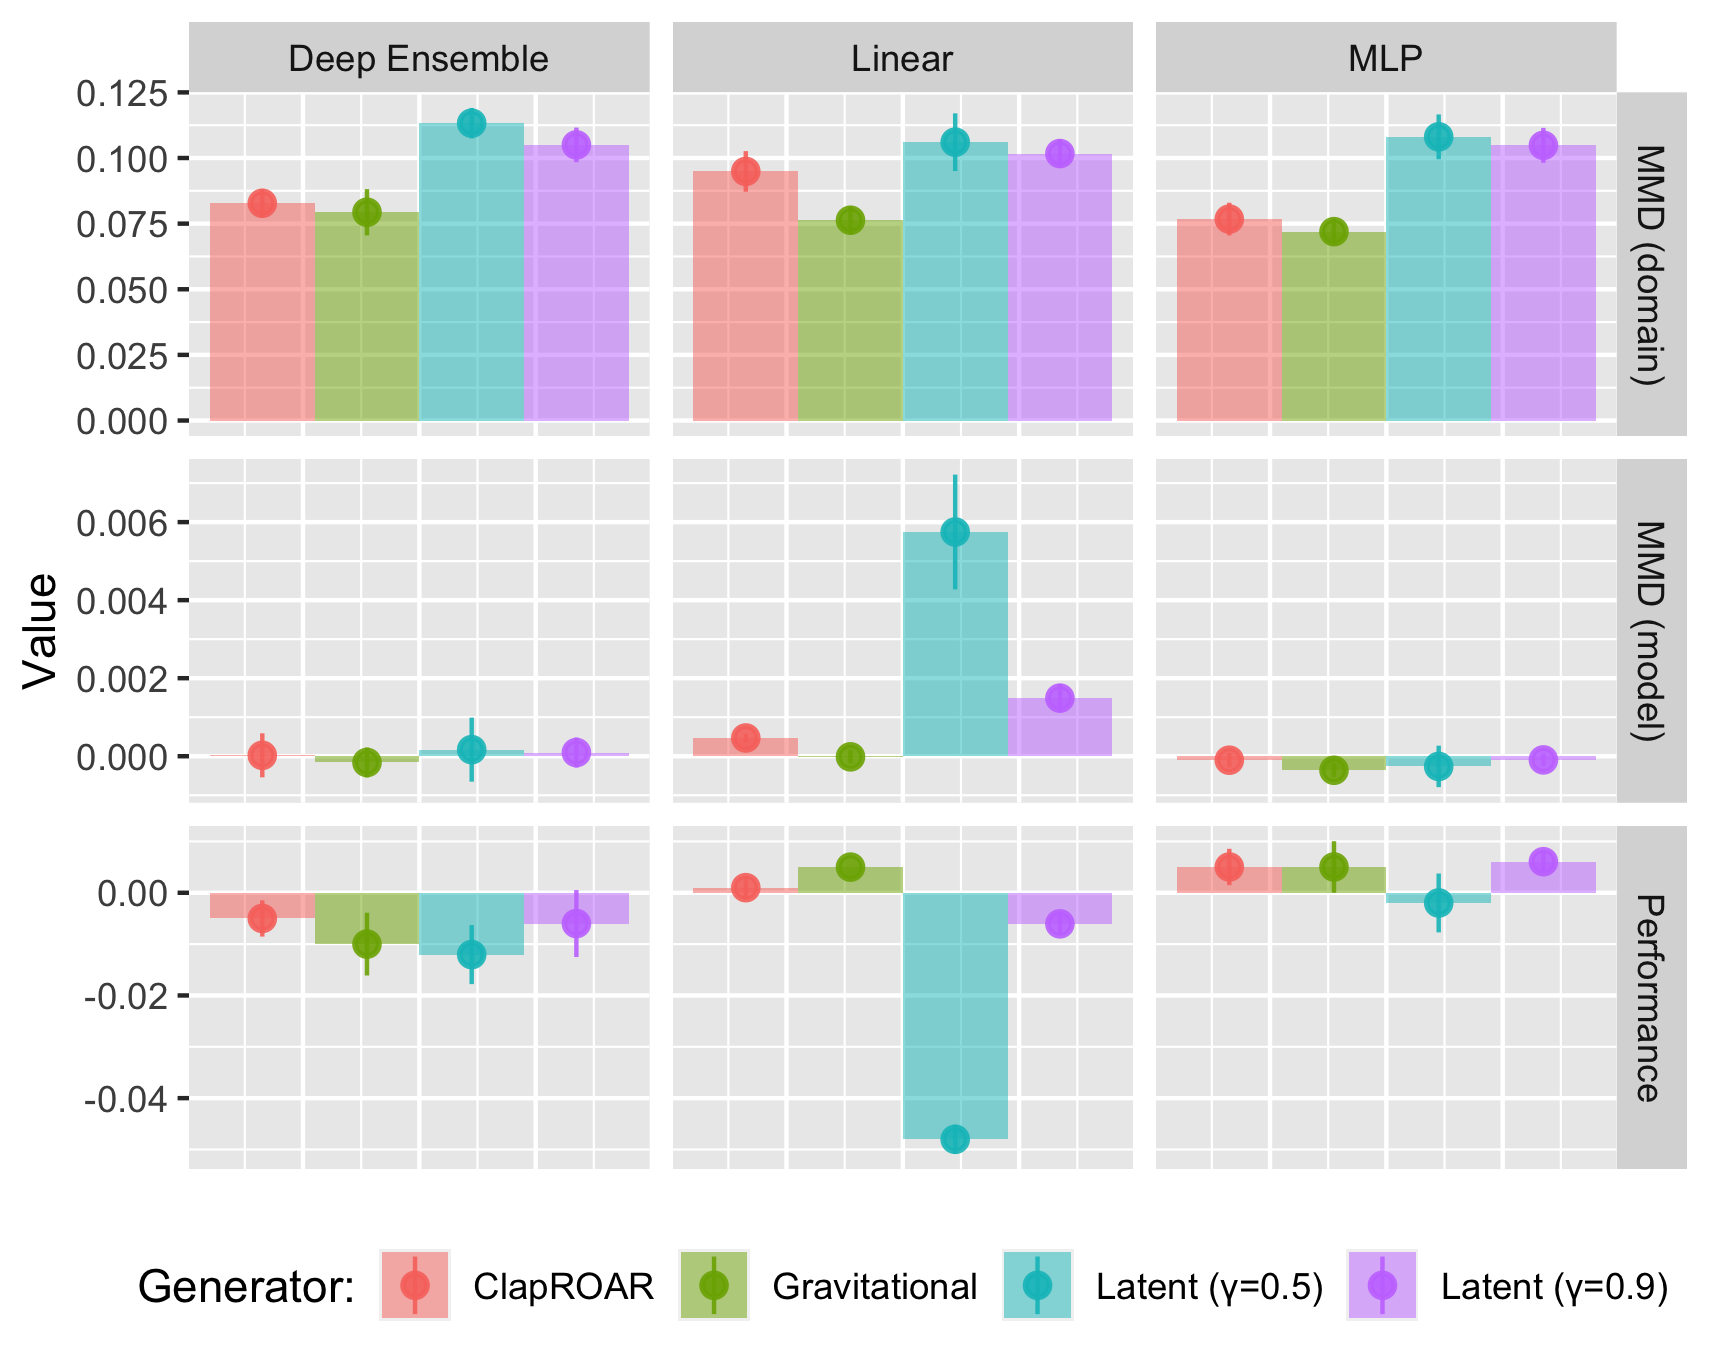 Deep Ensemble
Linear
MLP
0.125
0.100
0.075
0.050
0.025
0.000
MMD (domain)
0.006
0.004
0.002
0.000
MMD (model)
0.00
-0.02
-0.04
Performance
Value
Generator: ClapROAR Gravitational Latent (γ=0.5) Latent (γ=0.9)